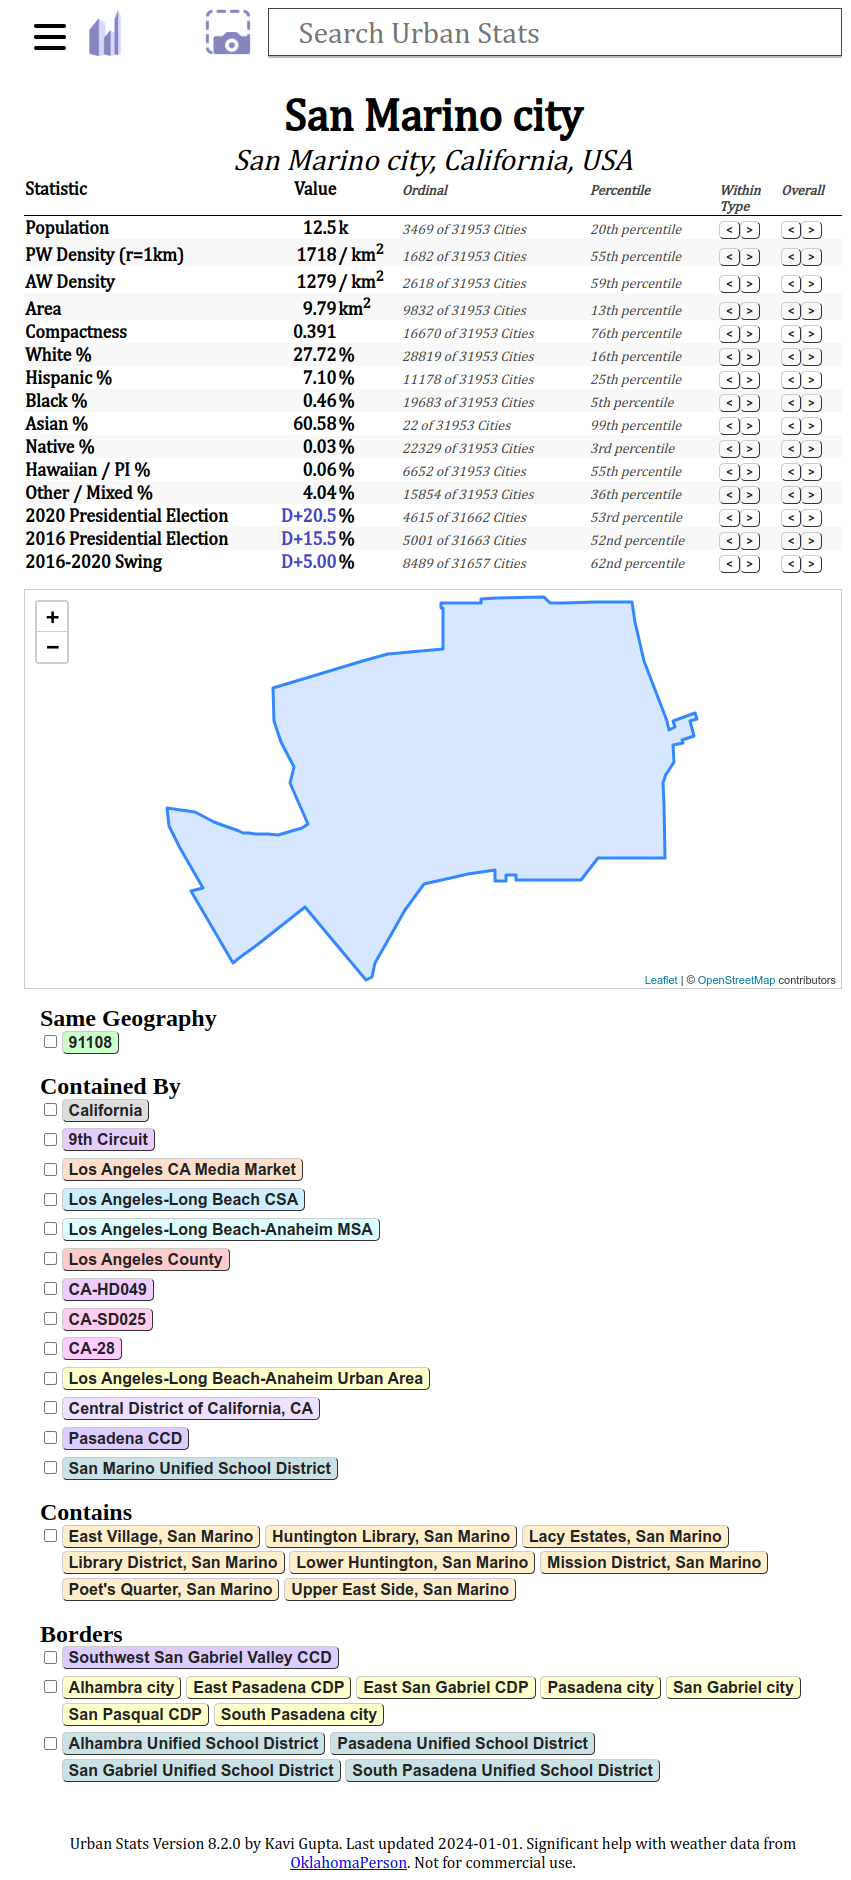 Search Urban Stats
San Marino city
San Marino city, California, USA
Statistic Value Ordinal Percentile Within Type Overall
Population 12.5k 3469 of 31953 Cities 20th percentile < > < >
PW Density (r=1km) 1718 / km² 1682 of 31953 Cities 55th percentile < > < >
AW Density 1279 / km² 2618 of 31953 Cities 59th percentile < > < >
Area 9.79 km² 9832 of 31953 Cities 13th percentile < > < >
Compactness 0.391 16670 of 31953 Cities 76th percentile < > < >
White % 27.72% 28819 of 31953 Cities 16th percentile < > < >
Hispanic % 7.10% 11178 of 31953 Cities 25th percentile < > < >
Black % 0.46% 19683 of 31953 Cities 5th percentile < > < >
Asian % 60.58% 22 of 31953 Cities 99th percentile < > < >
Native % 0.03% 22329 of 31953 Cities 3rd percentile < > < >
Hawaiian / PI % 0.06% 6652 of 31953 Cities 55th percentile < > < >
Other / Mixed % 4.04% 15854 of 31953 Cities 36th percentile < > < >
2020 Presidential Election D+20.5% 4615 of 31662 Cities 53rd percentile < > < >
2016 Presidential Election D+15.5% 5001 of 31663 Cities 52nd percentile < > < >
2016-2020 Swing D+5.00% 8489 of 31657 Cities 62nd percentile < > < >
+
−
Leaflet | © OpenStreetMap contributors
Same Geography
91108
Contained By
California
9th Circuit
Los Angeles CA Media Market
Los Angeles-Long Beach CSA
Los Angeles-Long Beach-Anaheim MSA
Los Angeles County
CA-HD049
CA-SD025
CA-28
Los Angeles-Long Beach-Anaheim Urban Area
Central District of California, CA
Pasadena CCD
San Marino Unified School District
Contains
East Village, San Marino Huntington Library, San Marino Lacy Estates, San Marino
Library District, San Marino Lower Huntington, San Marino Mission District, San Marino
Poet's Quarter, San Marino Upper East Side, San Marino
Borders
Southwest San Gabriel Valley CCD
Alhambra city East Pasadena CDP East San Gabriel CDP Pasadena city San Gabriel city
San Pasqual CDP South Pasadena city
Alhambra Unified School District Pasadena Unified School District
San Gabriel Unified School District South Pasadena Unified School District
Urban Stats Version 8.2.0 by Kavi Gupta. Last updated 2024-01-01. Significant help with weather data from
OklahomaPerson. Not for commercial use.